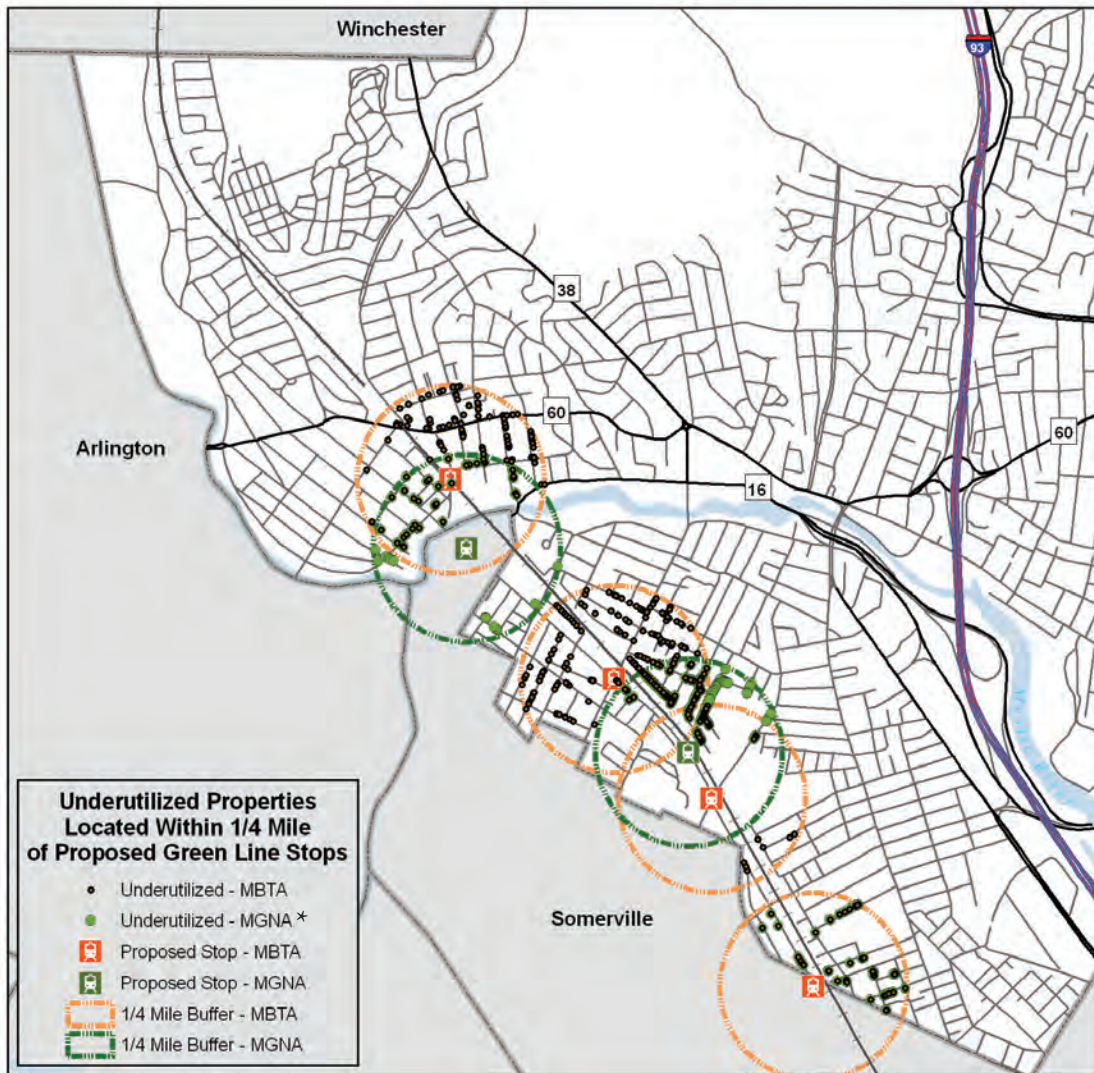 Winchester
93
38
60
Arlington
60
16
Underutilized Properties
Located Within 1/4 Mile
of Proposed Green Line Stops
Underutilized - MBTA
Underutilized - MGNA *
Proposed Stop - MBTA
Proposed Stop - MGNA
1/4 Mile Buffer - MBTA
1/4 Mile Buffer - MGNA
Somerville